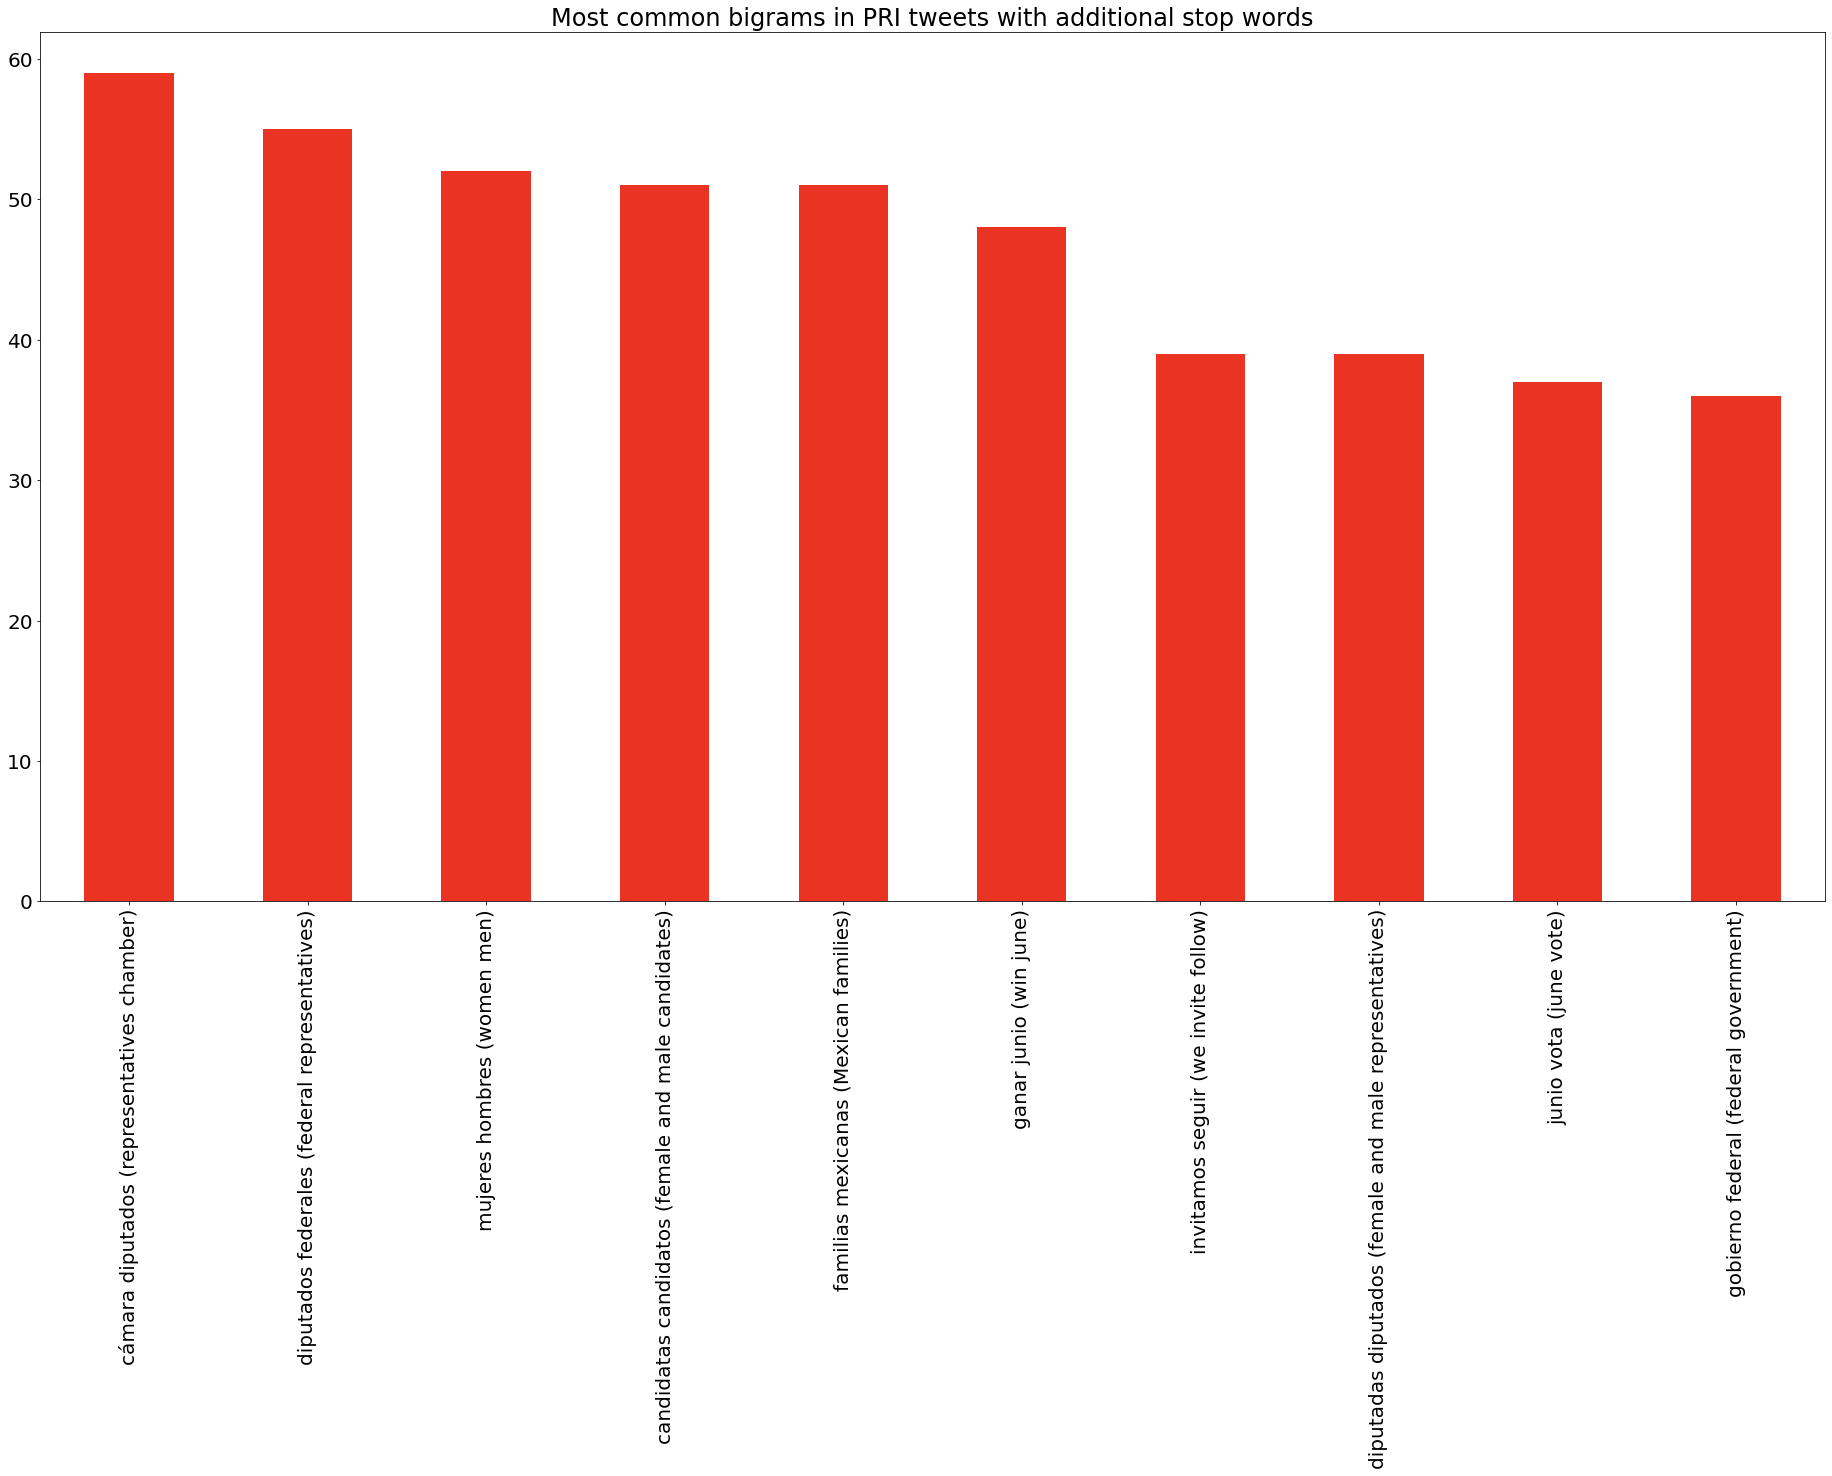 Most common bigrams in PRI tweets with additional stop words
60
50
40
30
20
10
0
cámara diputados (representatives chamber)
diputados federales (federal representatives)
mujeres hombres (women men)
candidatas candidatos (female and male candidates)
familias mexicanas (Mexican families)
ganar junio (win june)
invitamos seguir (we invite follow)
diputadas diputados (female and male representatives)
junio vota (june vote)
gobierno federal (federal government)